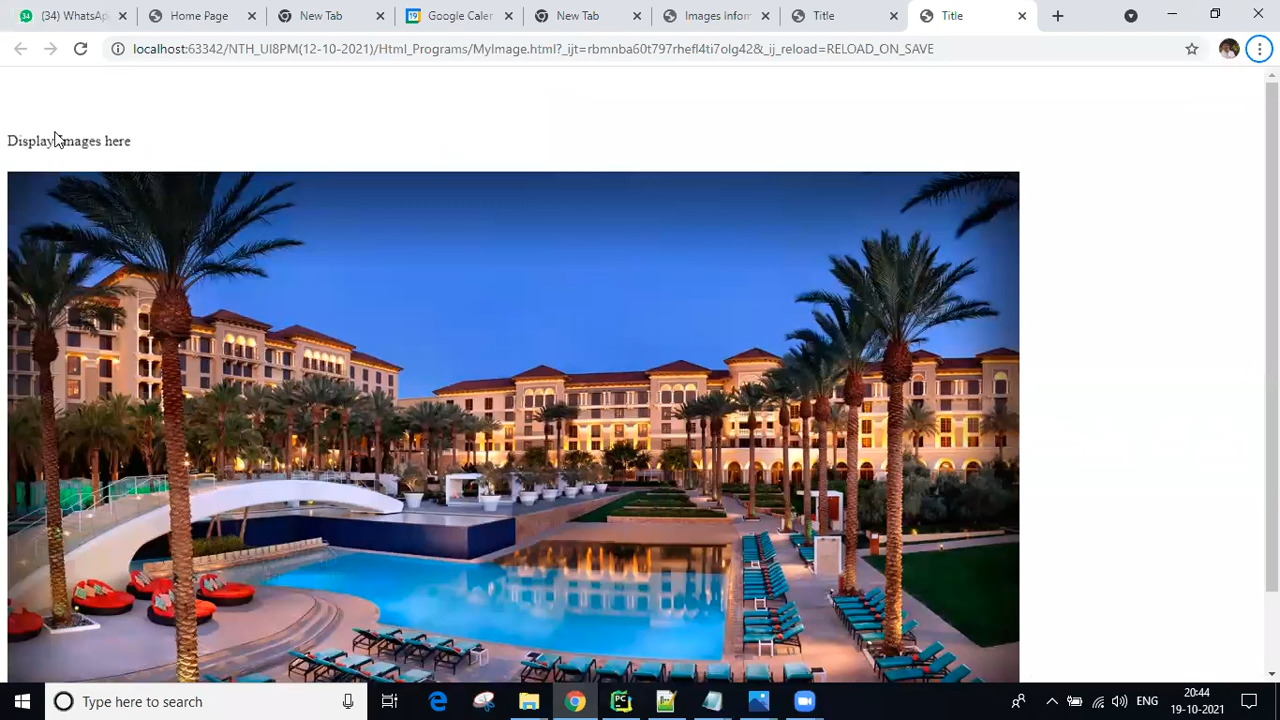 (34) WhatsAp
Home Page
New Tab
19
Google Caler
New Tab
Images Infor
Title
Title
localhost:63342/NTH_UI8PM(12-10-2021)/Html_Programs/MyImage.html?_ijt=rbmnba60t797rhefl4ti7olg42&_ij_reload=RELOAD_ON_SAVE
Display images here
Type here to search
ENG
20:44
19-10-2021